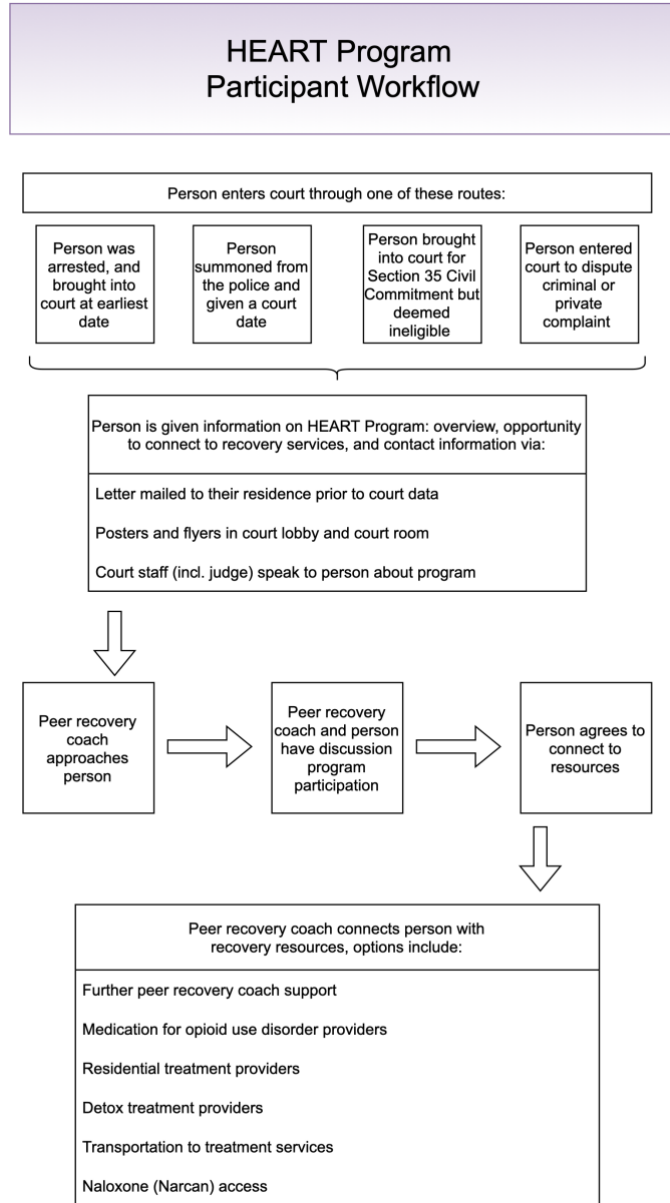 HEART Program
Participant Workflow
Person enters court through one of these routes:
Person was
arrested, and
brought into
court at earliest
date
Person
summoned from
the police and
given a court
date
Person brought
into court for
Section 35 Civil
Commitment but
deemed
ineligible
Person entered
court to dispute
criminal or
private
complaint
Person is given information on HEART Program: overview, opportunity
to connect to recovery services, and contact information via:
Letter mailed to their residence prior to court data
Posters and flyers in court lobby and court room
Court staff (incl. judge) speak to person about program
Peer recovery
coach
approaches
person
Peer recovery
coach and person
have discussion
program
participation
Person agrees to
connect to
resources
Peer recovery coach connects person with
recovery resources, options include:
Further peer recovery coach support
Medication for opioid use disorder providers
Residential treatment providers
Detox treatment providers
Transportation to treatment services
Naloxone (Narcan) access